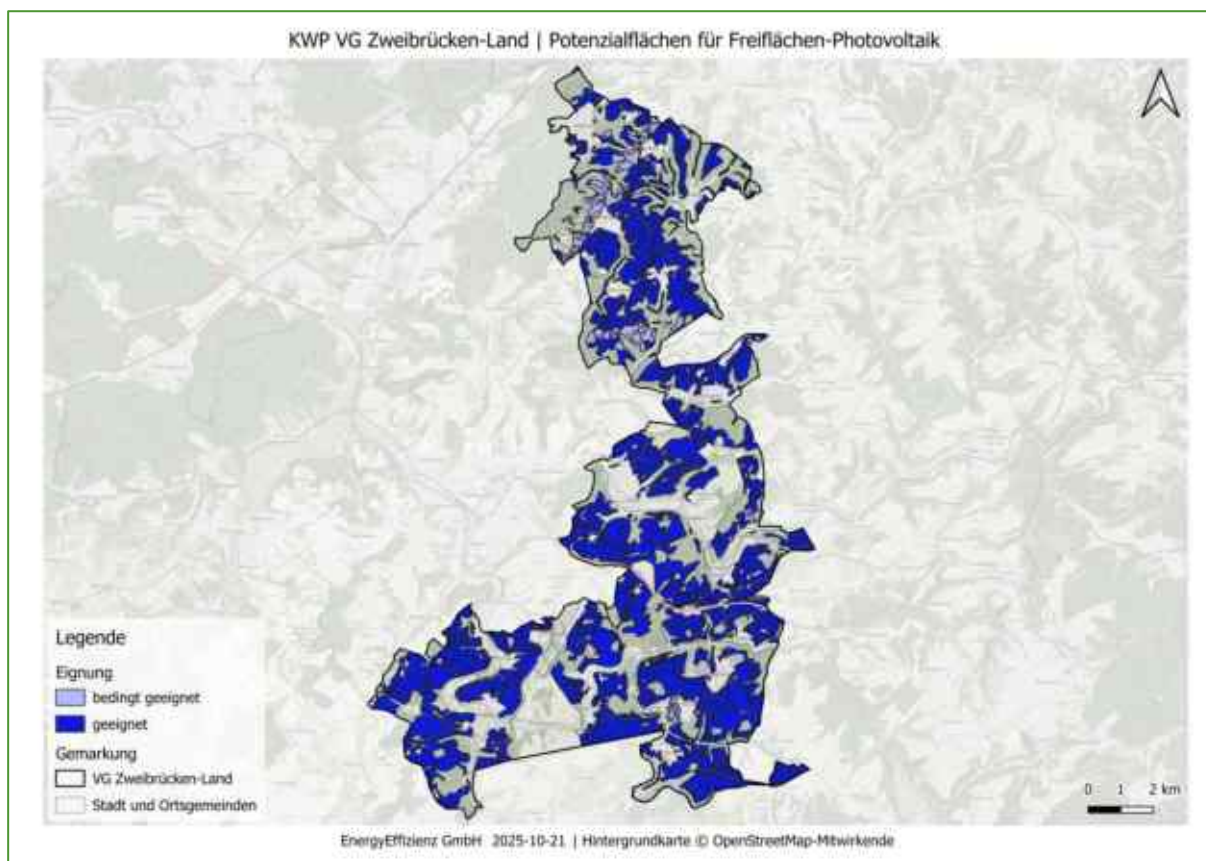 KWP VG Zweibrücken-Land | Potenzialflächen für Freiflächen-Photovoltaik
Legende
Eignung
bedingt geeignet
geeignet
Gemarkung
VG Zweibrücken-Land
Stadt und Ortsgemeinden
0 1 2 km
EnergyEffizienz GmbH 2025-10-21 | Hintergrundkarte © OpenStreetMap-Mitwirkende